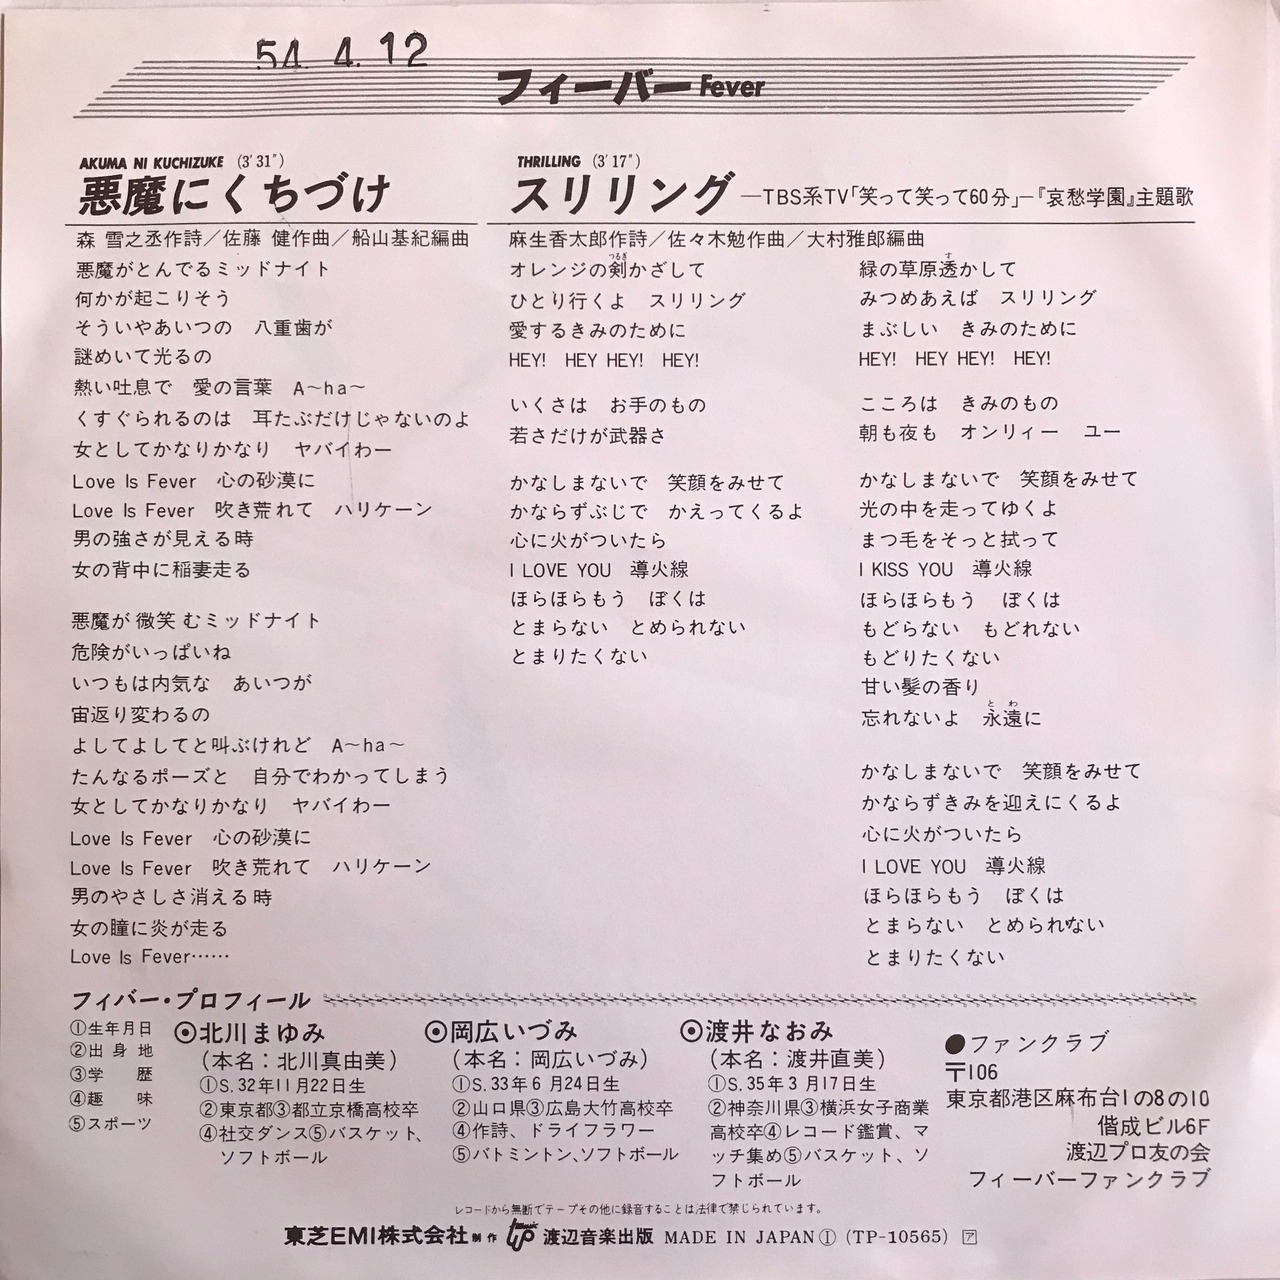 54. 4. 12
フィーバー Fever
AKUMA NI KUCHIZUKE (3'31")
悪魔にくちづけ
森 雪之丞作詩／佐藤 健作曲／船山基紀編曲
悪魔がとんでるミッドナイト
何かが起こりそう
そういやあいつの　八重歯が
謎めいて光るの
熱い吐息で　愛の言葉　A〜ha〜
くすぐられるのは　耳たぶだけじゃないのよ
女としてかなりかなり　ヤバイわー
Love Is Fever　心の砂漠に
Love Is Fever　吹き荒れて　ハリケーン
男の強さが見える時
女の背中に稲妻走る
悪魔が 微笑 むミッドナイト
危険がいっぱいね
いつもは内気な　あいつが
宙返り変わるの
よしてよしてと叫ぶけれど　A〜ha〜
たんなるポーズと　自分でわかってしまう
女としてかなりかなり　ヤバイわー
Love Is Fever　心の砂漠に
Love Is Fever　吹き荒れて　ハリケーン
男のやさしさ消える時
女の瞳に炎が走る
Love Is Fever……
THRILLING (3'17")
スリリング —TBS系TV「笑って笑って60分」—『哀愁学園』主題歌
麻生香太郎作詩／佐々木勉作曲／大村雅郎編曲
オレンジの剣かざして
つるぎ
ひとり行くよ　スリリング
愛するきみのために
HEY!　HEY HEY!　HEY!
いくさは　お手のもの
若さだけが武器さ
かなしまないで　笑顔をみせて
かならずぶじで　かえってくるよ
心に火がついたら
I LOVE YOU　導火線
ほらほらもう　ぼくは
とまらない　とめられない
とまりたくない
緑の草原透かして
す
みつめあえば　スリリング
まぶしい　きみのために
HEY!　HEY HEY!　HEY!
こころは　きみのもの
朝も夜も　オンリィー　ユー
かなしまないで　笑顔をみせて
光の中を走ってゆくよ
まつ毛をそっと拭って
I KISS YOU　導火線
ほらほらもう　ぼくは
もどらない　もどれない
もどりたくない
甘い髪の香り
忘れないよ　永遠に
とわ
かなしまないで　笑顔をみせて
かならずきみを迎えにくるよ
心に火がついたら
I LOVE YOU　導火線
ほらほらもう　ぼくは
とまらない　とめられない
とまりたくない
フィバー・プロフィール
①生年月日
②出身地
③学歴
④趣味
⑤スポーツ
⦿北川まゆみ
（本名：北川真由美）
①S.32年11月22日生
②東京都③都立京橋高校卒
④社交ダンス⑤バスケット、
ソフトボール
⦿岡広いづみ
（本名：岡広いづみ）
①S.33年6月24日生
②山口県③広島大竹高校卒
④作詩、ドライフラワー
⑤バトミントン、ソフトボール
⦿渡井なおみ
（本名：渡井直美）
①S.35年3月17日生
②神奈川県③横浜女子商業
高校卒④レコード鑑賞、マ
ッチ集め⑤バスケット、ソ
フトボール
●ファンクラブ
〒106
東京都港区麻布台1の8の10
偕成ビル6F
渡辺プロ友の会
フィーバーファンクラブ
レコードから無断でテープその他に録音することは法律で禁じられています。
東芝EMI株式会社 制作 渡辺音楽出版 MADE IN JAPAN Ⓘ (TP-10565) ア